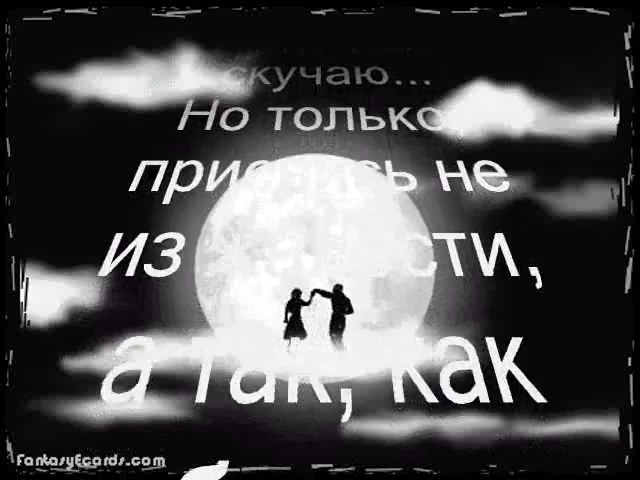 скучаю...
Но только
не
из
а так, как
FantasyEcards.com